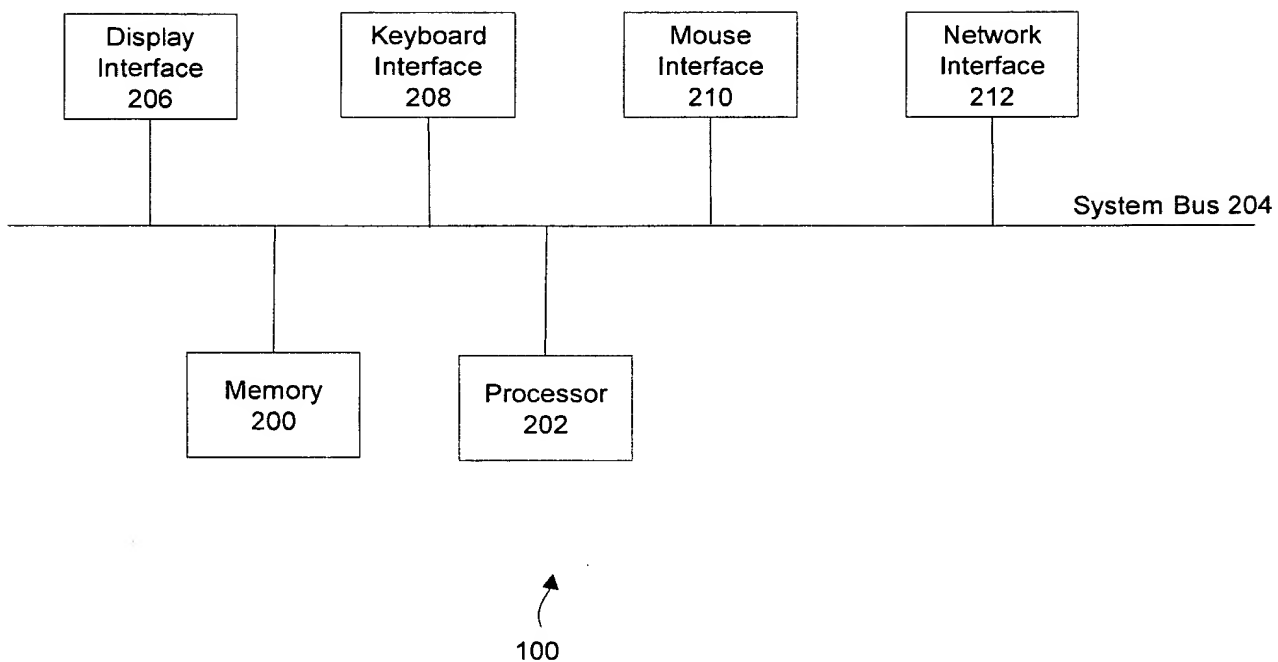 Display
Interface
206
Keyboard
Interface
208
Mouse
Interface
210
Network
Interface
212
System Bus 204
Memory
200
Processor
202
100